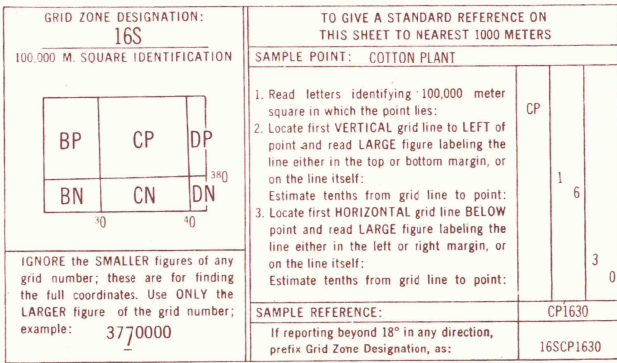 GRID ZONE DESIGNATION:
16S
100,000 M. SQUARE IDENTIFICATION
BP CP DP
380
BN CN DN
30 40
IGNORE the SMALLER figures of any
grid number; these are for finding
the full coordinates. Use ONLY the
LARGER figure of the grid number;
example: 3770000
TO GIVE A STANDARD REFERENCE ON
THIS SHEET TO NEAREST 1000 METERS
SAMPLE POINT: COTTON PLANT
1. Read letters identifying 100,000 meter
square in which the point lies: CP
2. Locate first VERTICAL grid line to LEFT of
point and read LARGE figure labeling the
line either in the top or bottom margin, or
on the line itself: 1
Estimate tenths from grid line to point: 6
3. Locate first HORIZONTAL grid line BELOW
point and read LARGE figure labeling the
line either in the left or right margin, or
on the line itself: 3
Estimate tenths from grid line to point: 0
SAMPLE REFERENCE: CP1630
If reporting beyond 18° in any direction,
prefix Grid Zone Designation, as: 16SCP1630